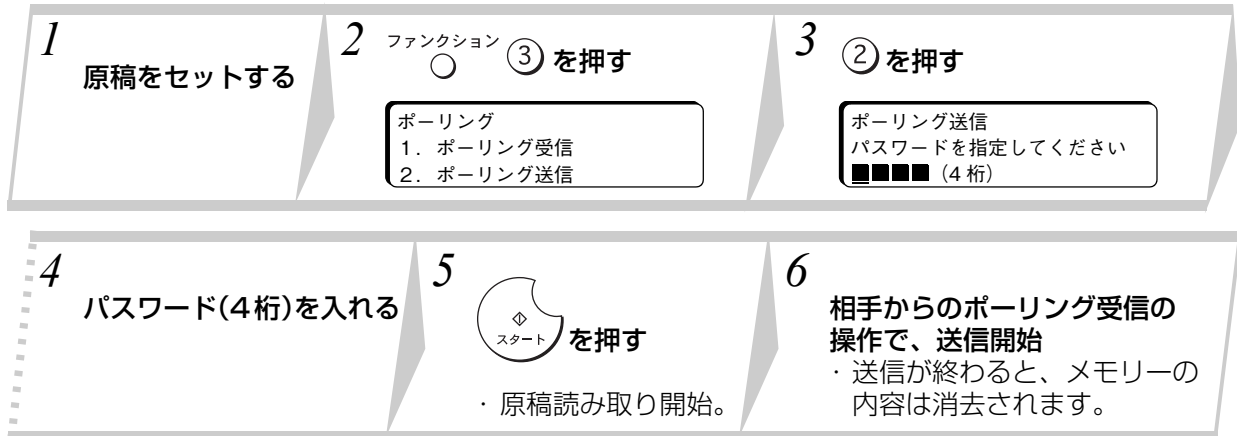 1
原稿をセットする
2
ファンクション ③ を押す
ポーリング
1. ポーリング受信
2. ポーリング送信
3
② を押す
ポーリング送信
パスワードを指定してください
■■■■（4 桁）
4
パスワード(4桁)を入れる
5
スタート を押す
・原稿読み取り開始。
6
相手からのポーリング受信の
操作で、送信開始
・送信が終わると、メモリーの
内容は消去されます。